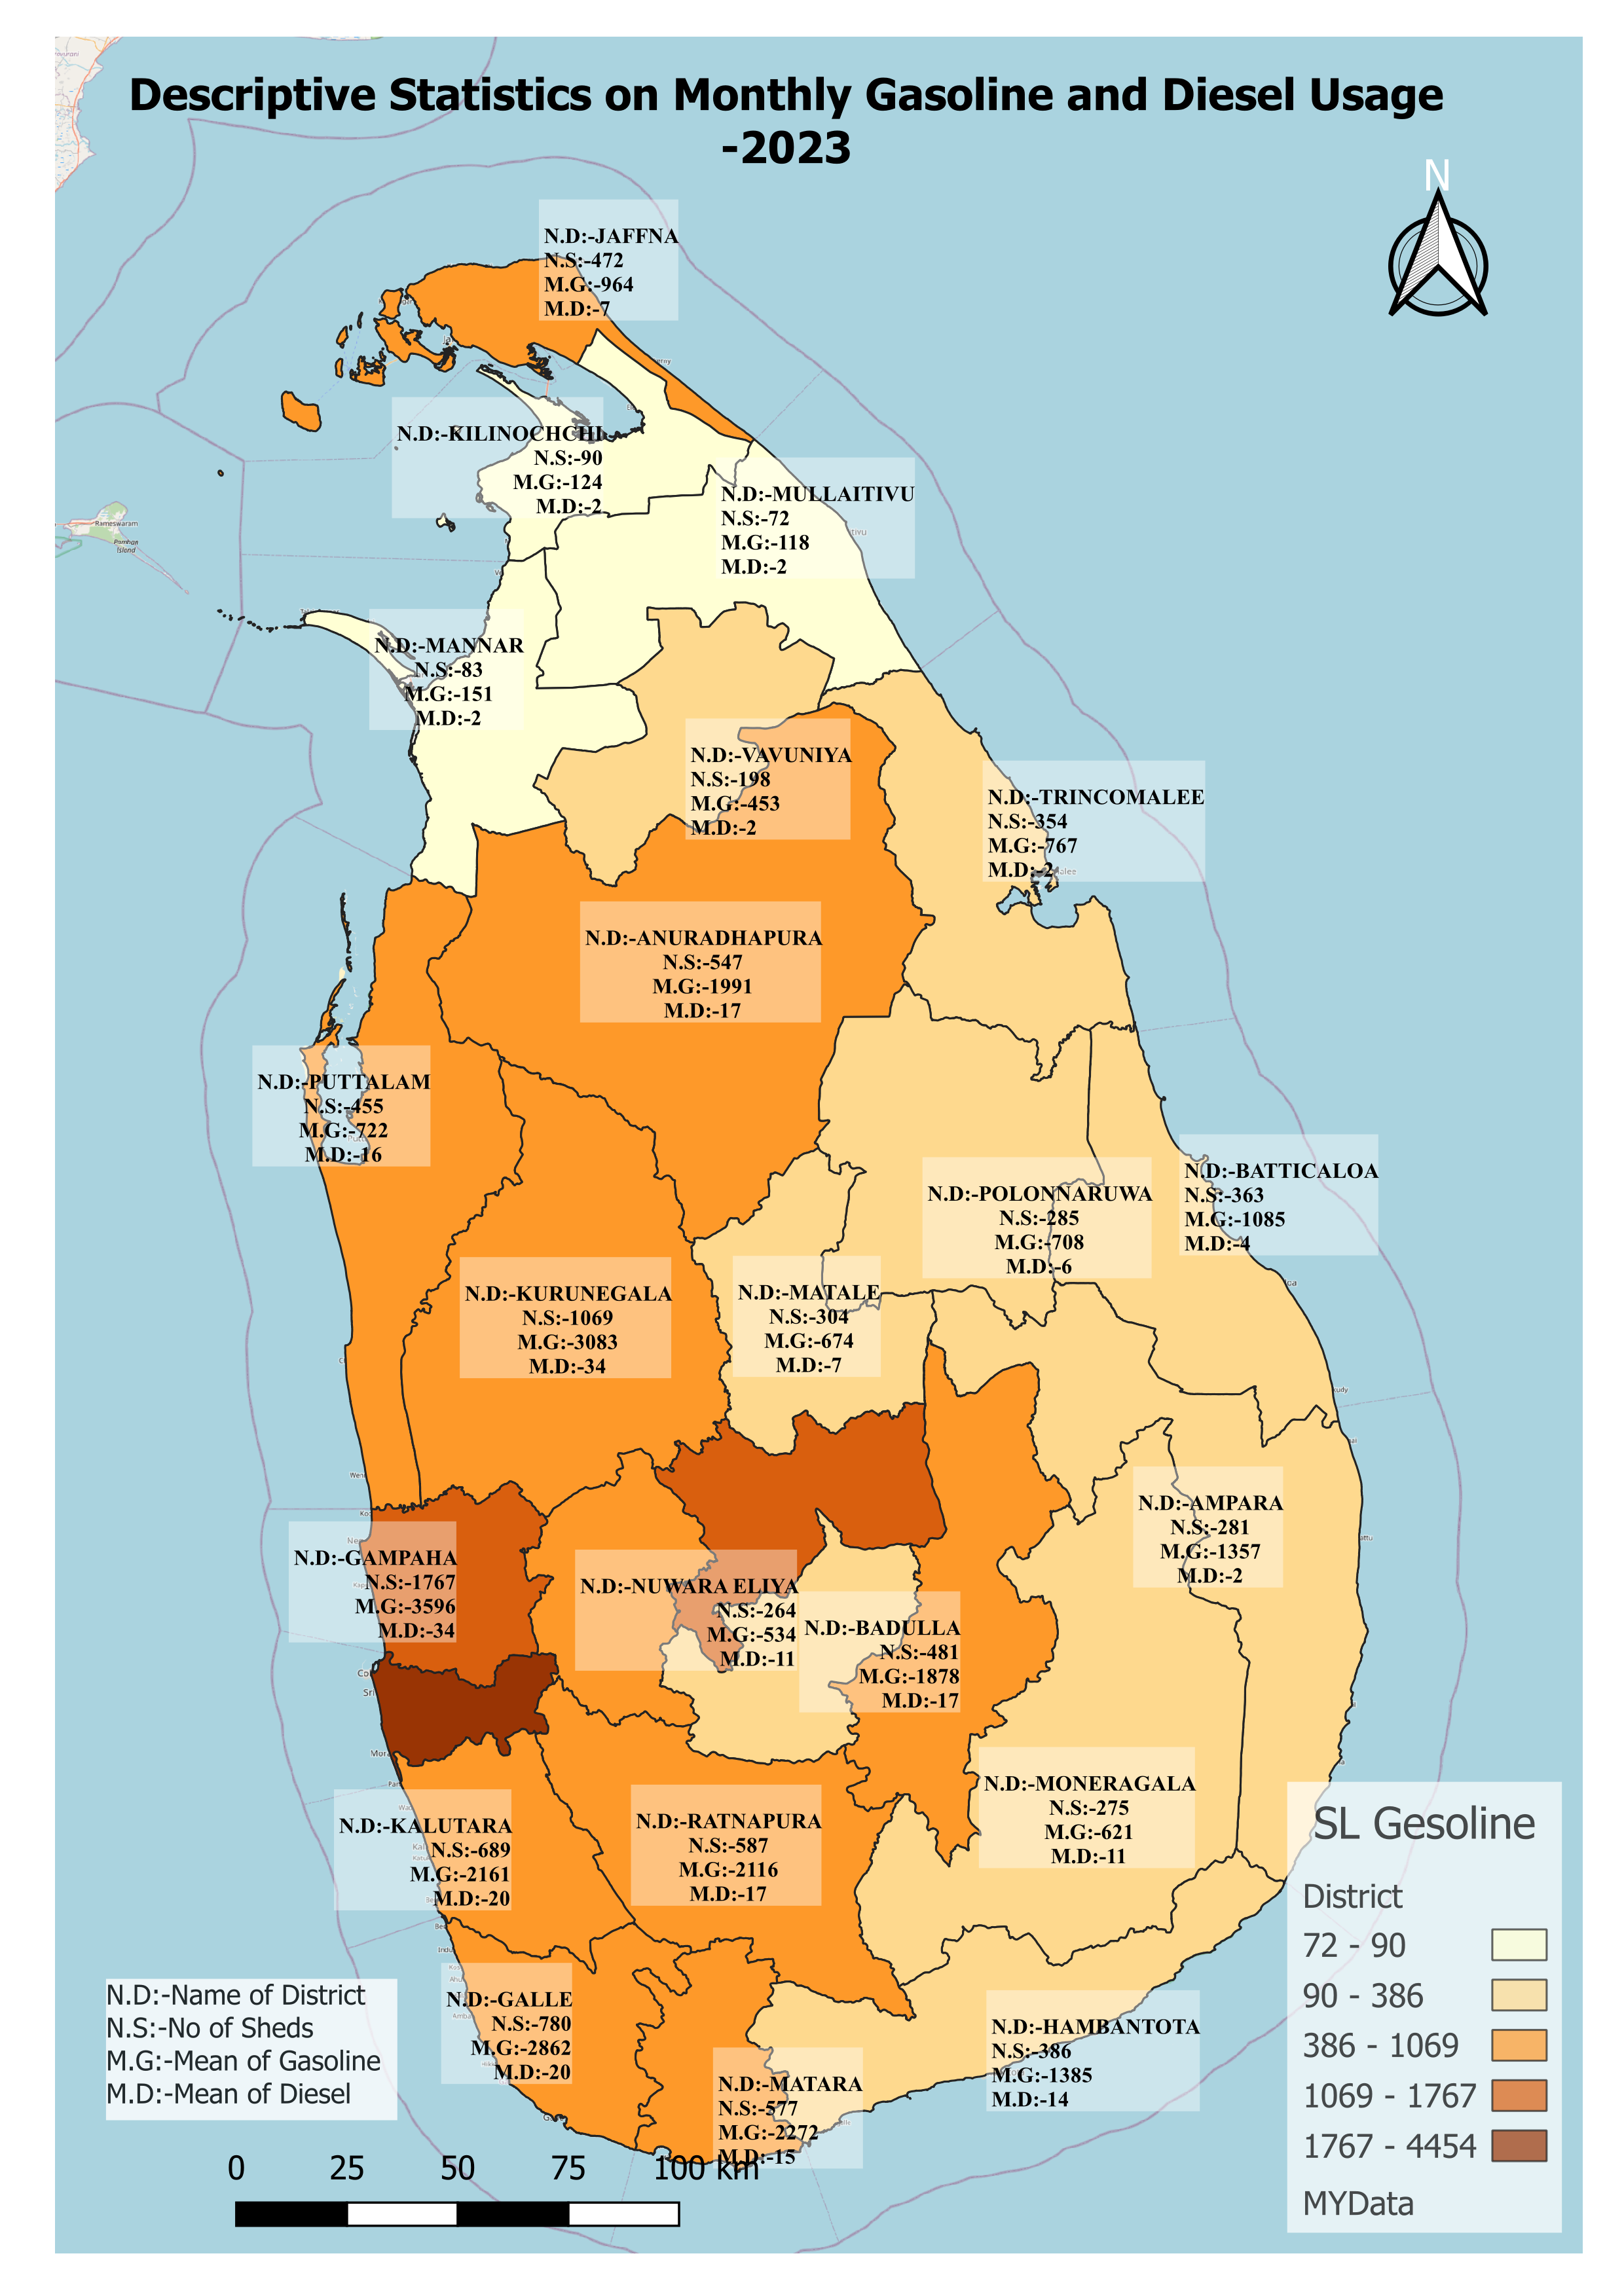 Descriptive Statistics on Monthly Gasoline and Diesel Usage
-2023
N
N.D:-JAFFNA
N.S:-472
M.G:-964
M.D:-7
N.D:-KILINOCHCHI
N.S:-90
M.G:-124
M.D:-2
N.D:-MULLAITIVU
N.S:-72
M.G:-118
M.D:-2
Rameswaram
Pamban
Island
N.D:-MANNAR
N.S:-83
M.G:-151
M.D:-2
N.D:-VAVUNIYA
N.S:-198
M.G:-453
M.D:-2
N.D:-TRINCOMALEE
N.S:-354
M.G:-767
M.D:-2
N.D:-ANURADHAPURA
N.S:-547
M.G:-1991
M.D:-17
N.D:-PUTTALAM
N.S:-455
M.G:-722
M.D:-16
N.D:-BATTICALOA
N.S:-363
M.G:-1085
M.D:-4
N.D:-POLONNARUWA
N.S:-285
M.G:-708
M.D:-6
N.D:-KURUNEGALA
N.S:-1069
M.G:-3083
M.D:-34
N.D:-MATALE
N.S:-304
M.G:-674
M.D:-7
N.D:-AMPARA
N.S:-281
M.G:-1357
M.D:-2
N.D:-GAMPAHA
N.S:-1767
M.G:-3596
M.D:-34
N.D:-NUWARA ELIYA
N.S:-264
M.G:-534
M.D:-11
N.D:-BADULLA
N.S:-481
M.G:-1878
M.D:-17
N.D:-MONERAGALA
N.S:-275
M.G:-621
M.D:-11
N.D:-KALUTARA
N.S:-689
M.G:-2161
M.D:-20
N.D:-RATNAPURA
N.S:-587
M.G:-2116
M.D:-17
N.D:-GALLE
N.S:-780
M.G:-2862
M.D:-20
N.D:-HAMBANTOTA
N.S:-386
M.G:-1385
M.D:-14
N.D:-MATARA
N.S:-577
M.G:-2272
M.D:-15
N.D:-Name of District
N.S:-No of Sheds
M.G:-Mean of Gasoline
M.D:-Mean of Diesel
0 25 50 75 100 km
SL Gesoline
District
72 - 90
90 - 386
386 - 1069
1069 - 1767
1767 - 4454
MYData